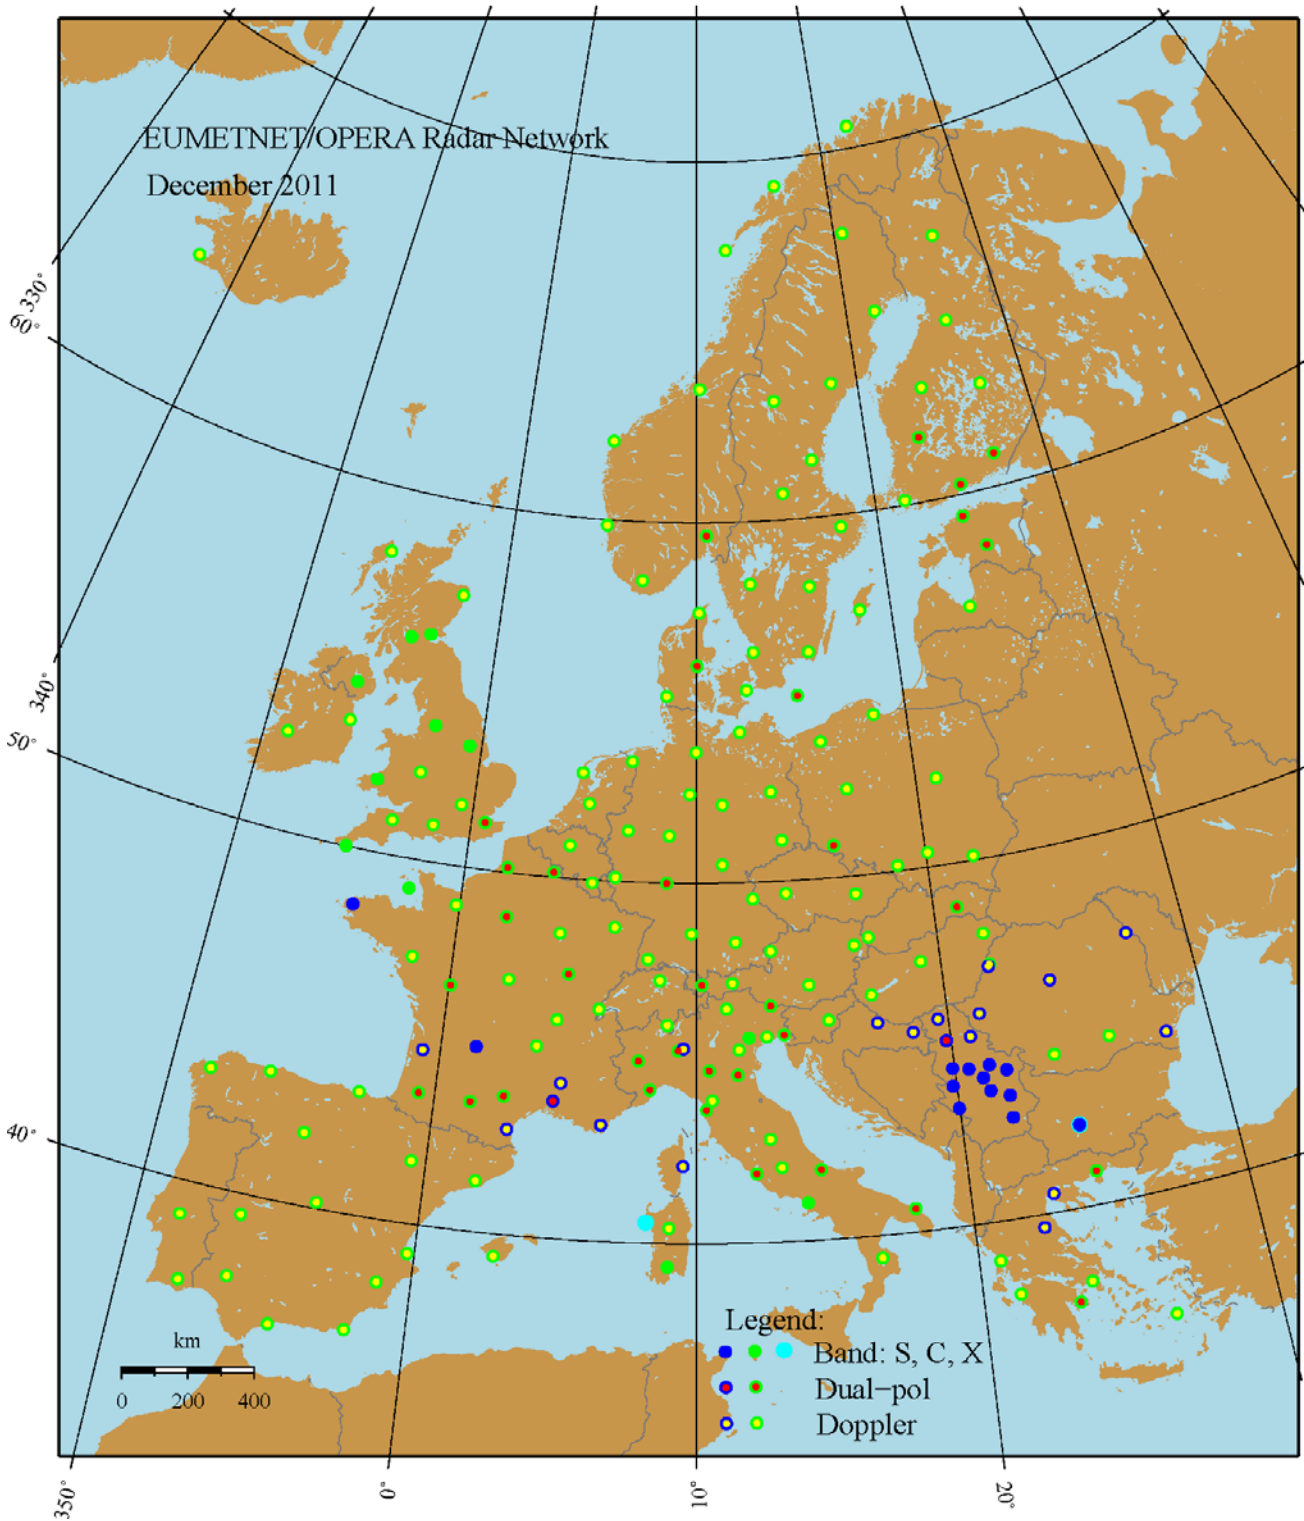 EUMETNET/OPERA Radar Network
December 2011
330°
60°
340°
50°
40°
km
0 200 400
Legend:
Band: S, C, X
Dual-pol
Doppler
350° 0° 10° 20°